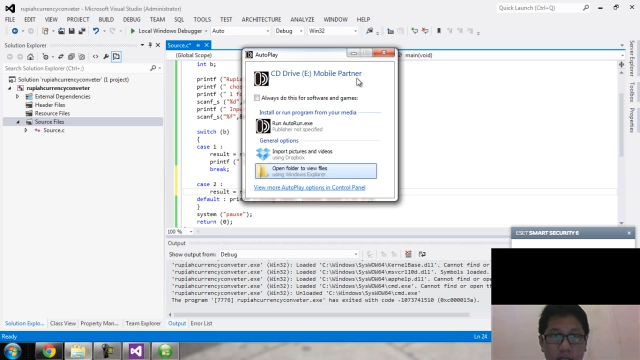 rupiahcurrencyconveter - Microsoft Visual Studio (Administrator)
Quick Launch (Ctrl+Q)
FILE EDIT VIEW PROJECT BUILD DEBUG TEAM SQL TOOLS TEST ARCHITECTURE ANALYZE WINDOW HELP
Local Windows Debugger Auto Debug Win32
Solution Explorer
Source.c
(Global Scope)
main(void)
Search Solution Explorer (Ctrl+;)
Solution 'rupiahcurrencyconveter' (1 project)
rupiahcurrencyconveter
External Dependencies
Header Files
Resource Files
Source Files
Source.c
int b;
printf ("Rupia
printf (" chos
printf (" 1 fo
scanf_s ("%d",
printf (" Inpu
scanf_s("%f",
switch (b)
{
case 1 :
result =
printf ("
break;
case 2 :
result =
default : prin
}
system ("pause");
return (0);
100 %
AutoPlay
CD Drive (E:) Mobile Partner
Always do this for software and games:
Install or run program from your media
Run AutoRun.exe
Publisher not specified
General options
Import pictures and videos
using Dropbox
Open folder to view files
using Windows Explorer
View more AutoPlay options in Control Panel
Server Explorer
Toolbox
Properties
Output
Show output from: Debug
'rupiahcurrencyconveter.exe' (Win32): Loaded 'C:\Windows\SysWOW64\KernelBase.dll'. Cannot find or
'rupiahcurrencyconveter.exe' (Win32): Loaded 'C:\Windows\SysWOW64\msvcr110d.dll'. Symbols loaded.
'rupiahcurrencyconveter.exe' (Win32): Loaded 'C:\Windows\SysWOW64\apphelp.dll'. Cannot find or op
'rupiahcurrencyconveter.exe' (Win32): Loaded 'C:\Windows\SysWOW64\cmd.exe'. Cannot find or
'rupiahcurrencyconveter.exe' (Win32): Unloaded 'C:\Windows\SysWOW64\cmd.exe'
The program '[7778] rupiahcurrencyconveter.exe' has exited with code -1073741510 (0xc000013a).
ESET SMART SECURITY 6
Solution Explo... Class View Property Man... Team Explorer
Output Error List
Ready
Ln 24